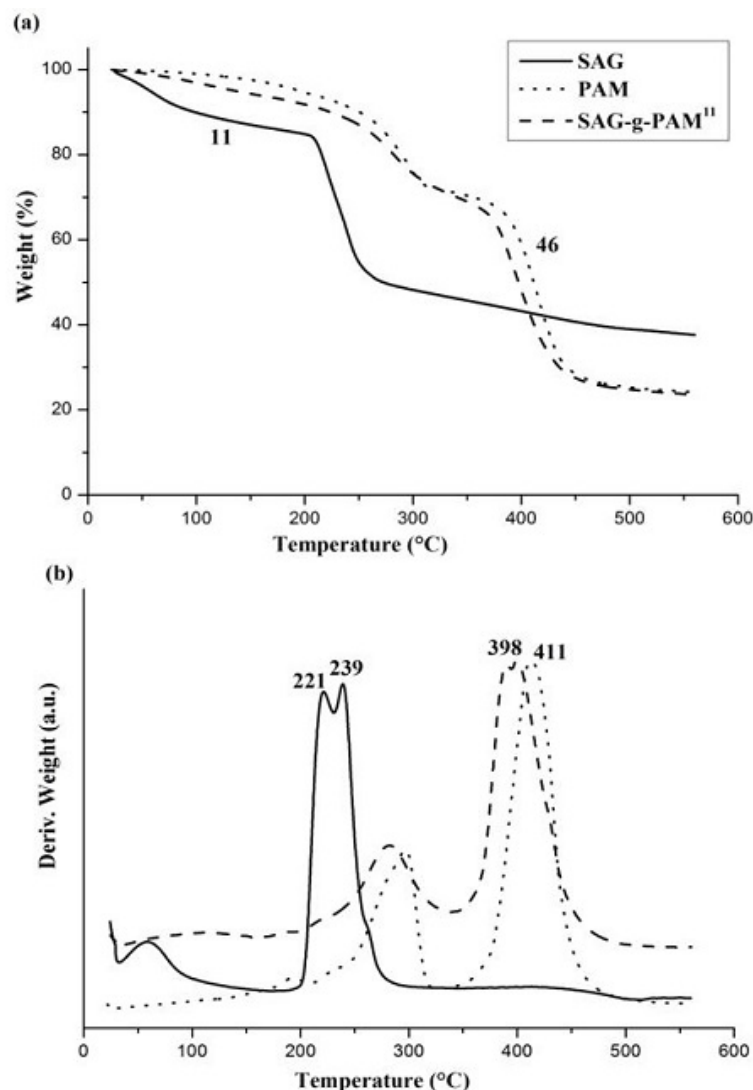 (a)
100
80
60
40
20
0
Weight (%)
SAG
PAM
SAG-g-PAM¹¹
11
46
0 100 200 300 400 500 600
Temperature (°C)
(b)
221 239 398 411
Deriv. Weight (a.u.)
0 100 200 300 400 500 600
Temperature (°C)